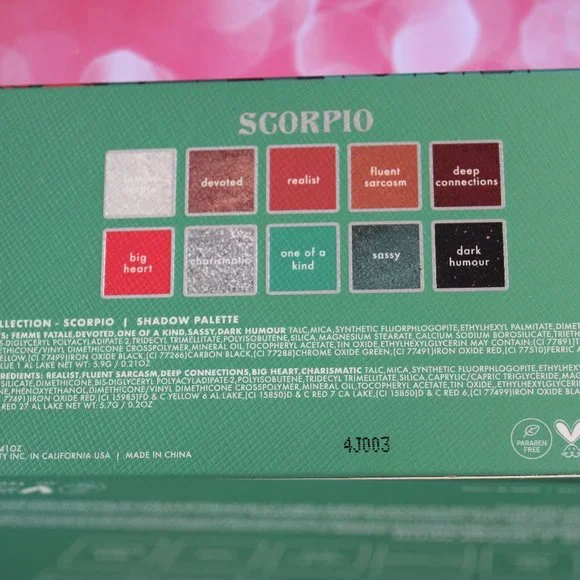 SCORPIO
devoted
realist
fluent
sarcasm
deep
connections
big
heart
charismatic
one of a
kind
sassy
dark
humour
LLECTION - SCORPIO | SHADOW PALETTE
TS: FEMME FATALE,DEVOTED,ONE OF A KIND,SASSY,DARK HUMOUR TALC,MICA,SYNTHETIC FLUORPHLOGOPITE,ETHYLHEXYL PALMITATE,DIMET
BIS-DIGLYCERYL POLYACYLADIPATE-2,TRIDECYL TRIMELLITATE,POLYISOBUTENE,SILICA,MAGNESIUM STEARATE,CALCIUM SODIUM BOROSILICATE,TRI
METHICONE/VINYL DIMETHICONE CROSSPOLYMER,MINERAL OIL,TOCOPHERYL ACETATE,TIN OXIDE,ETHYLHEXYLGLYCERIN MAY CONTAIN:(CI 77891)TI
YELLOW,(CI 77499)IRON OXIDE BLACK,(CI 77266)CARBON BLACK,(CI 77288)CHROME OXIDE GREEN,(CI 77491)IRON OXIDE RED,(CI 77510)FERRIC
LUE 1 AL LAKE NET WT 5.9G / 0.21OZ
REDIENTS: REALIST,FLUENT SARCASM,DEEP CONNECTIONS,BIG HEART,CHARISMATIC TALC, MICA, SYNTHETIC FLUORPHLOGOPITE,ETHY
SILICATE,DIMETHICONE,BIS-DIGLYCERYL POLYACYLADIPATE-2,POLYISOBUTENE,TRIDECYL TRIMELLITATE,SILICA,CAPRYLIC/CAPRIC TRIGLYCERIDE,MAG
NE,PHENOXYETHANOL,DIMETHICONE/VINYL DIMETHICONE CROSSPOLYMER,MINERAL OIL,TOCOPHERYL ACETATE,TIN OXIDE ,ETHYLHEXYLGLYCERIN
77491)IRON OXIDE RED,(CI 15985)FD & C YELLOW 6 AL LAKE,(CI 15850)D & C RED 7 CA LAKE,(CI 15850)D & C RED 6,(CI 77499)IRON OXIDE
RED 27 AL LAKE NET WT 5.7G / 0.2OZ
41OZ
TY INC. IN CALIFORNIA USA | MADE IN CHINA
4J003
PARABEN
FREE